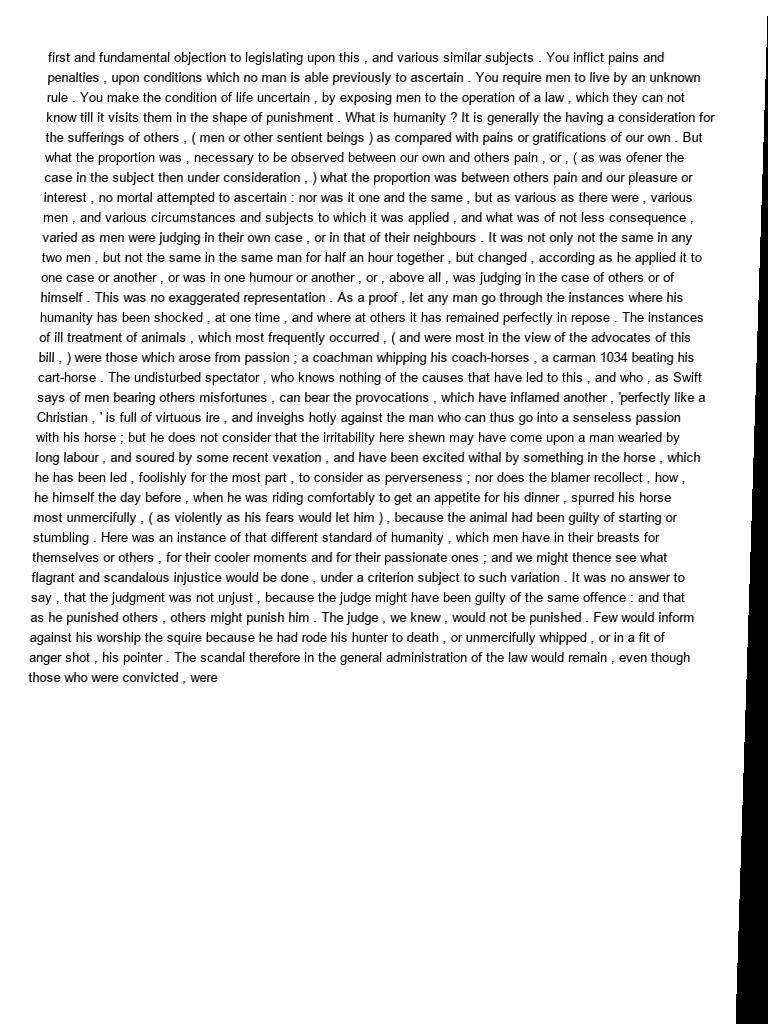 first and fundamental objection to legislating upon this , and various similar subjects . You inflict pains and
penalties , upon conditions which no man is able previously to ascertain . You require men to live by an unknown
rule . You make the condition of life uncertain , by exposing men to the operation of a law , which they can not
know till it visits them in the shape of punishment . What is humanity ? It is generally the having a consideration for
the sufferings of others , ( men or other sentient beings ) as compared with pains or gratifications of our own . But
what the proportion was , necessary to be observed between our own and others pain , or , ( as was ofener the
case in the subject then under consideration , ) what the proportion was between others pain and our pleasure or
interest , no mortal attempted to ascertain : nor was it one and the same , but as various as there were , various
men , and various circumstances and subjects to which it was applied , and what was of not less consequence ,
varied as men were judging in their own case , or in that of their neighbours . It was not only not the same in any
two men , but not the same in the same man for half an hour together , but changed , according as he applied it to
one case or another , or was in one humour or another , or , above all , was judging in the case of others or of
himself . This was no exaggerated representation . As a proof , let any man go through the instances where his
humanity has been shocked , at one time , and where at others it has remained perfectly in repose . The instances
of ill treatment of animals , which most frequently occurred , ( and were most in the view of the advocates of this
bill , ) were those which arose from passion ; a coachman whipping his coach-horses , a carman 1034 beating his
cart-horse . The undisturbed spectator , who knows nothing of the causes that have led to this , and who , as Swift
says of men bearing others misfortunes , can bear the provocations , which have inflamed another , 'perfectly like a
Christian , ' is full of virtuous ire , and inveighs hotly against the man who can thus go into a senseless passion
with his horse ; but he does not consider that the irritability here shewn may have come upon a man wearied by
long labour , and soured by some recent vexation , and have been excited withal by something in the horse , which
he has been led , foolishly for the most part , to consider as perverseness ; nor does the blamer recollect , how ,
he himself the day before , when he was riding comfortably to get an appetite for his dinner , spurred his horse
most unmercifully , ( as violently as his fears would let him ) , because the animal had been guilty of starting or
stumbling . Here was an instance of that different standard of humanity , which men have in their breasts for
themselves or others , for their cooler moments and for their passionate ones ; and we might thence see what
flagrant and scandalous injustice would be done , under a criterion subject to such variation . It was no answer to
say , that the judgment was not unjust , because the judge might have been guilty of the same offence : and that
as he punished others , others might punish him . The judge , we knew , would not be punished . Few would inform
against his worship the squire because he had rode his hunter to death , or unmercifully whipped , or in a fit of
anger shot , his pointer . The scandal therefore in the general administration of the law would remain , even though
those who were convicted , were